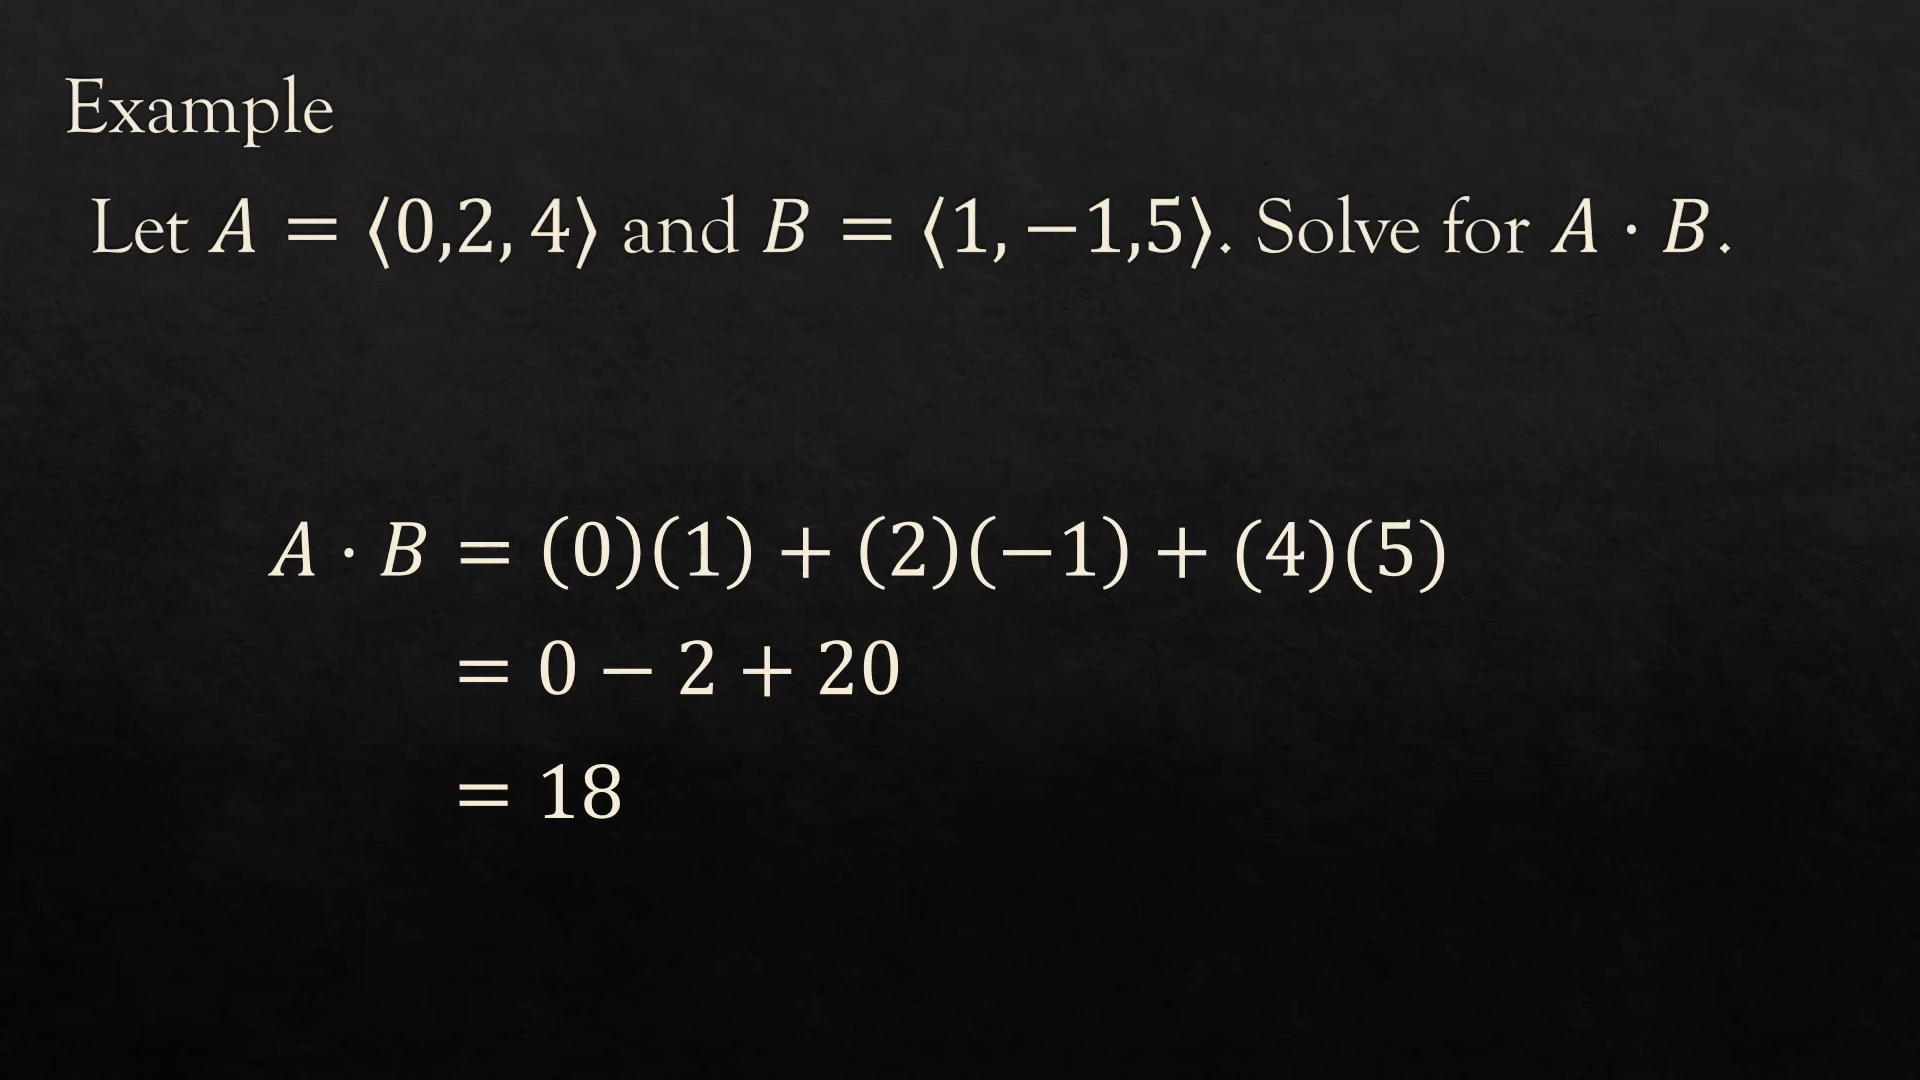 Example
Let A = ⟨0,2, 4⟩ and B = ⟨1, −1,5⟩. Solve for A · B.
A · B = (0)(1) + (2)(−1) + (4)(5)
= 0 − 2 + 20
= 18